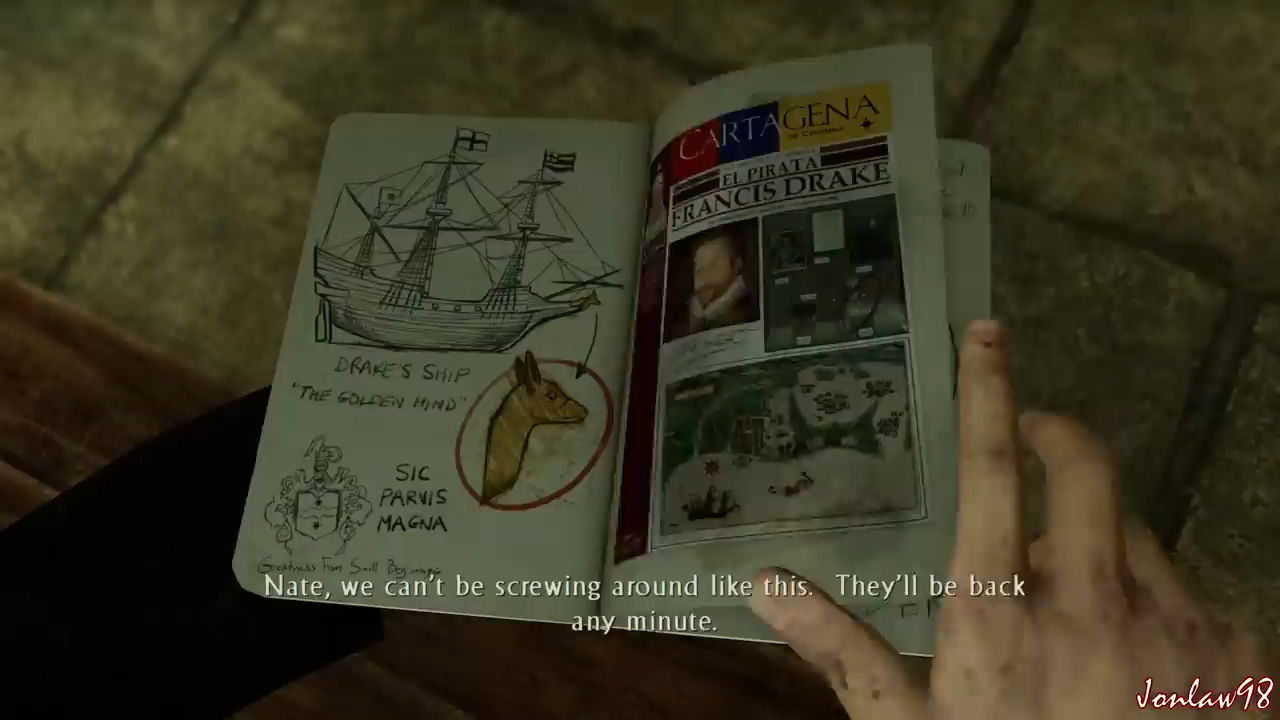 DRAKE'S SHIP
"THE GOLDEN HIND"
SIC
PARVIS
MAGNA
Greatness from Small Beginnings
CARTAGENA
EL PIRATA
FRANCIS DRAKE
Nate, we can't be screwing around like this. They'll be back
any minute.
Jonlaw98